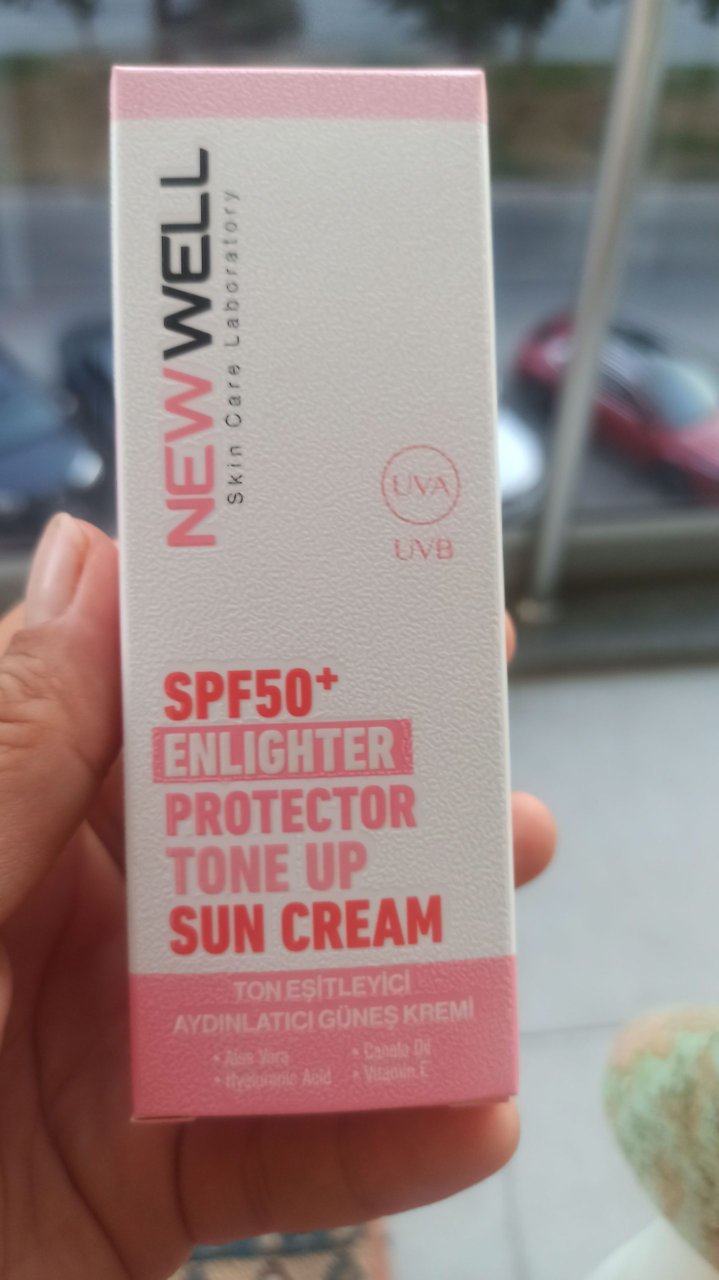 NEWWELL
Skin Care Laboratory
UVA
UVB
SPF50+
ENLIGHTER
PROTECTOR
TONE UP
SUN CREAM
TON EŞİTLEYİCİ
AYDINLATICI GÜNEŞ KREMİ
• Aloe Vera • Canola Oil
• Hyaluronic Acid • Vitamin E